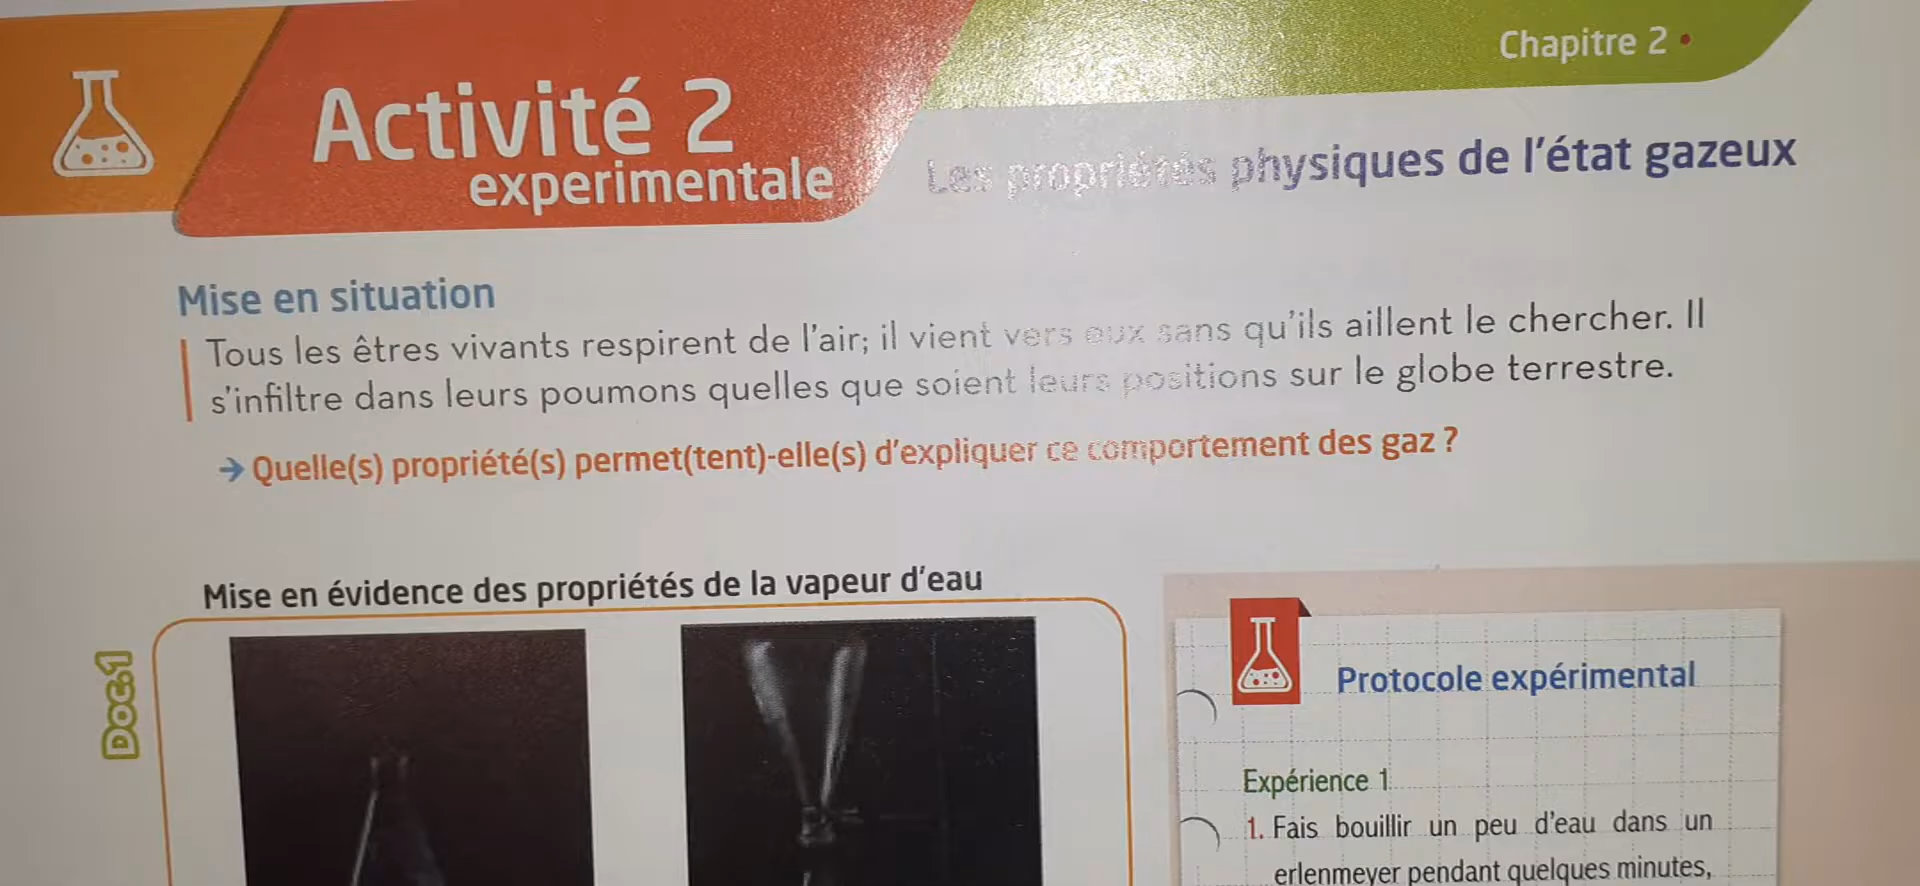 Chapitre 2 •
Activité 2
experimentale
Les propriétés physiques de l'état gazeux
Mise en situation
Tous les êtres vivants respirent de l'air; il vient vers eux sans qu'ils aillent le chercher. Il
s'infiltre dans leurs poumons quelles que soient leurs positions sur le globe terrestre.
→ Quelle(s) propriété(s) permet(tent)-elle(s) d'expliquer ce comportement des gaz ?
Mise en évidence des propriétés de la vapeur d'eau
Doc.1
Protocole expérimental
Expérience 1
1. Fais bouillir un peu d'eau dans un
erlenmeyer pendant quelques minutes,